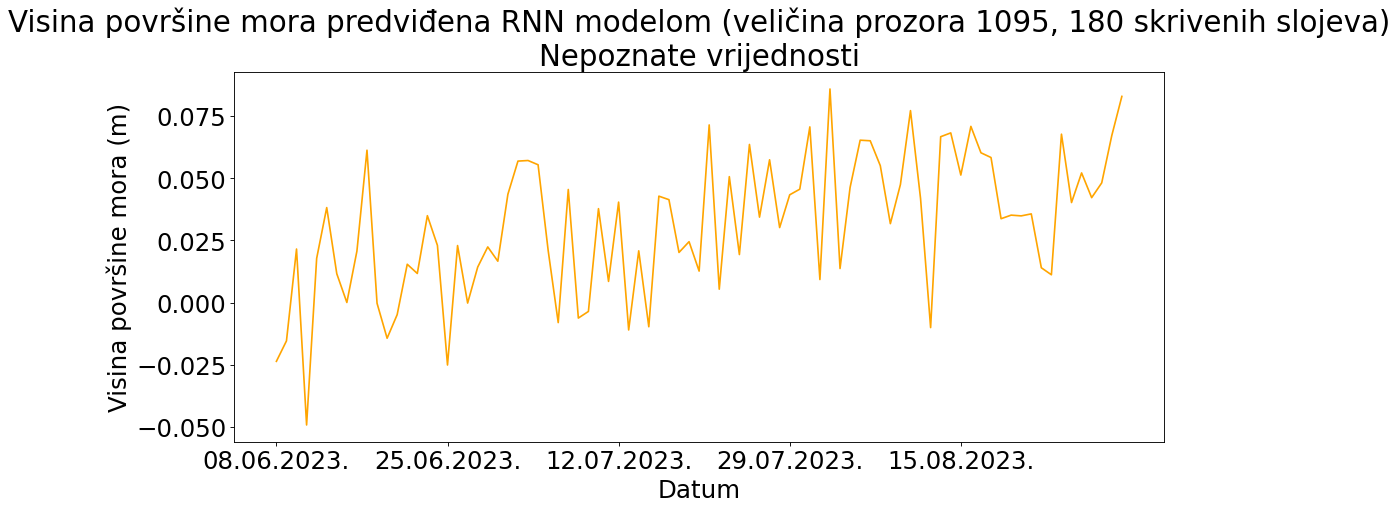 Visina površine mora predviđena RNN modelom (veličina prozora 1095, 180 skrivenih slojeva)
Nepoznate vrijednosti
Visina površine mora (m)
0.075
0.050
0.025
0.000
−0.025
−0.050
08.06.2023. 25.06.2023. 12.07.2023. 29.07.2023. 15.08.2023.
Datum